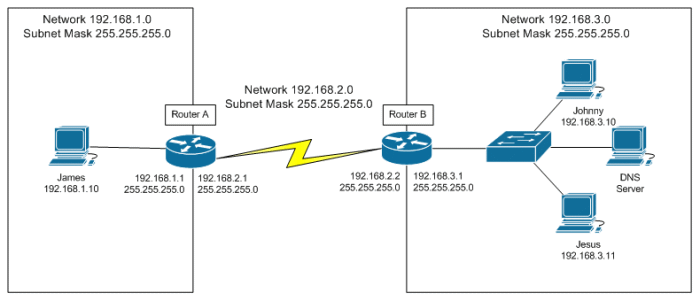 Network 192.168.1.0
Subnet Mask 255.255.255.0
Network 192.168.3.0
Subnet Mask 255.255.255.0
Network 192.168.2.0
Subnet Mask 255.255.255.0
Router A
Router B
James
192.168.1.10
192.168.1.1
255.255.255.0
192.168.2.1
255.255.255.0
192.168.2.2
255.255.255.0
192.168.3.1
255.255.255.0
Johnny
192.168.3.10
DNS
Server
Jesus
192.168.3.11